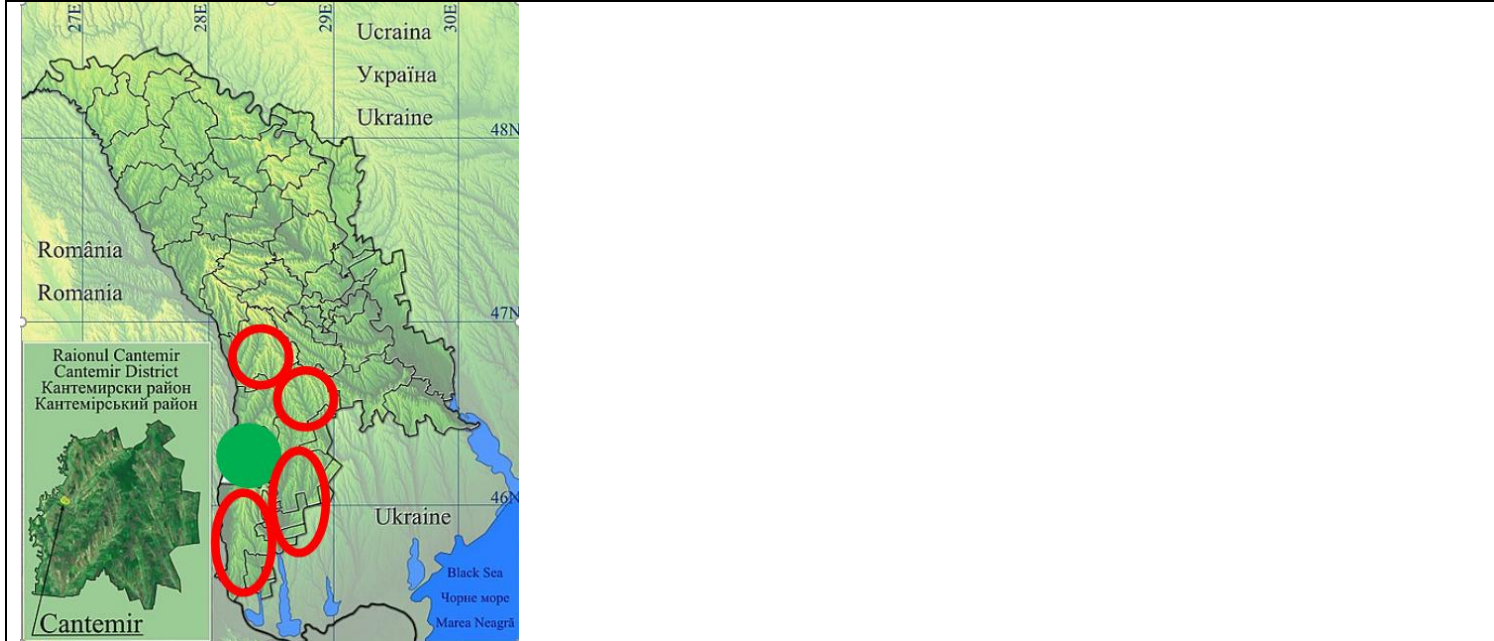 27E
28E
29E
30E
Ucraina
Україна
Ukraine
48N
România
Romania
47N
Raionul Cantemir
Cantemir District
Кантемирски район
Кантемірський район
46N
Ukraine
Black Sea
Чорне море
Marea Neagră
Cantemir